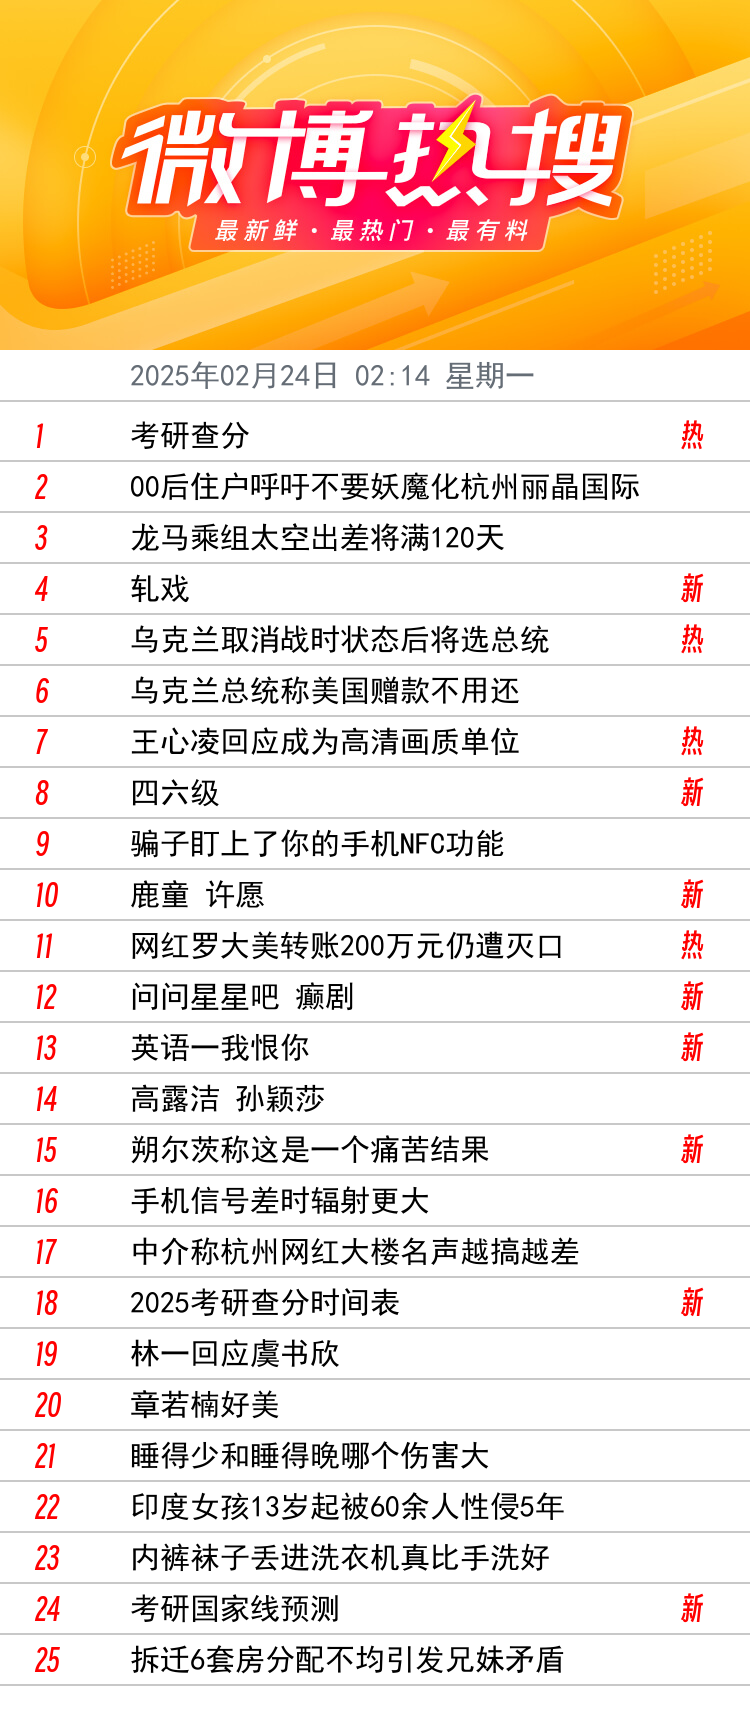 微博热搜
最新鲜·最热门·最有料
2025年02月24日 02:14 星期一
1 考研查分 热
2 00后住户呼吁不要妖魔化杭州丽晶国际
3 龙马乘组太空出差将满120天
4 轧戏 新
5 乌克兰取消战时状态后将选总统 热
6 乌克兰总统称美国赠款不用还
7 王心凌回应成为高清画质单位 热
8 四六级 新
9 骗子盯上了你的手机NFC功能
10 鹿童 许愿 新
11 网红罗大美转账200万元仍遭灭口 热
12 问问星星吧 癫剧 新
13 英语一我恨你 新
14 高露洁 孙颖莎
15 朔尔茨称这是一个痛苦结果 新
16 手机信号差时辐射更大
17 中介称杭州网红大楼名声越搞越差
18 2025考研查分时间表 新
19 林一回应虞书欣
20 章若楠好美
21 睡得少和睡得晚哪个伤害大
22 印度女孩13岁起被60余人性侵5年
23 内裤袜子丢进洗衣机真比手洗好
24 考研国家线预测 新
25 拆迁6套房分配不均引发兄妹矛盾